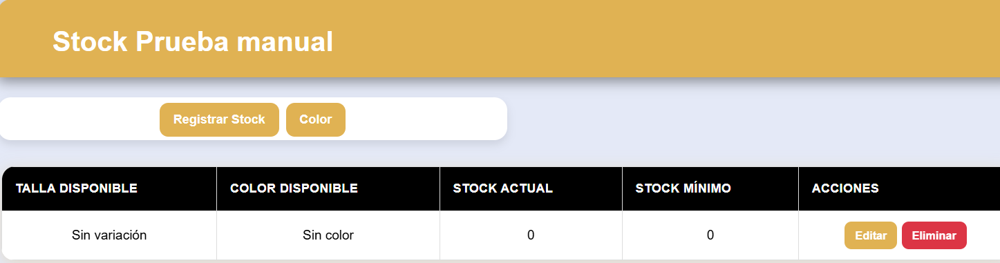 Stock Prueba manual
Registrar Stock Color
TALLA DISPONIBLE COLOR DISPONIBLE STOCK ACTUAL STOCK MÍNIMO ACCIONES
Sin variación Sin color 0 0 Editar Eliminar